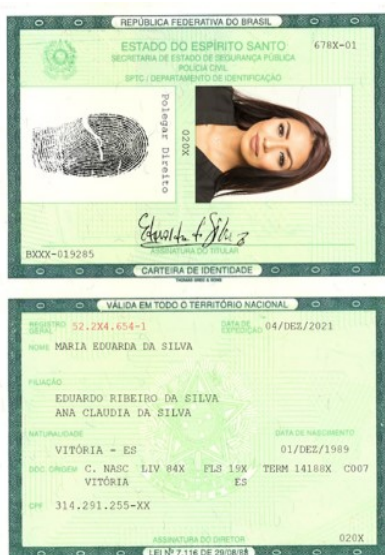 REPÚBLICA FEDERATIVA DO BRASIL
ESTADO DO ESPÍRITO SANTO 678X-01
SECRETARIA DE ESTADO DE SEGURANÇA PÚBLICA
POLÍCIA CIVIL
SPTC / DEPARTAMENTO DE IDENTIFICAÇÃO
Polegar Direito
020X
ASSINATURA DO TITULAR
BXXX-019285
CARTEIRA DE IDENTIDADE
VÁLIDA EM TODO O TERRITÓRIO NACIONAL
REGISTRO GERAL 52.2X4.654-1 DATA DE EXPEDIÇÃO 04/DEZ/2021
NOME MARIA EDUARDA DA SILVA
FILIAÇÃO
EDUARDO RIBEIRO DA SILVA
ANA CLAUDIA DA SILVA
NATURALIDADE DATA DE NASCIMENTO
VITÓRIA - ES 01/DEZ/1989
DOC. ORIGEM C. NASC LIV 84X FLS 19X TERM 14188X C007
VITÓRIA ES
CPF 314.291.255-XX
020X
ASSINATURA DO DIRETOR
LEI Nº 7.116 DE 29/08/83